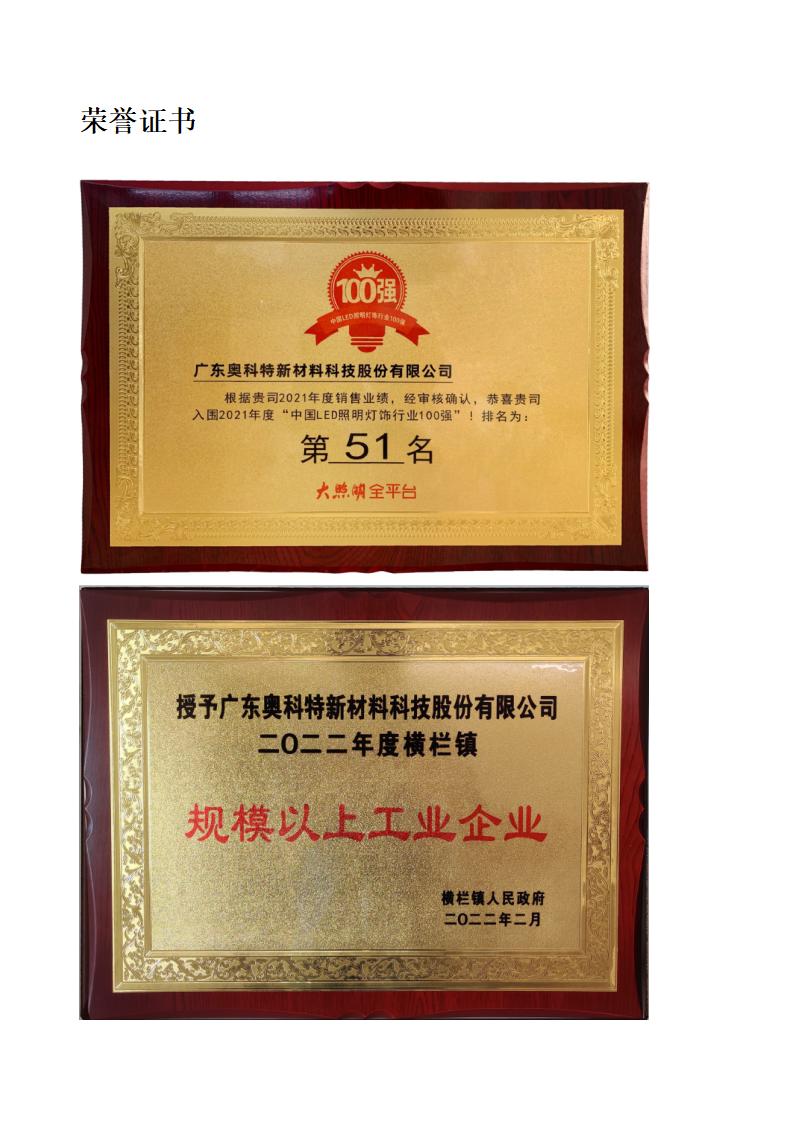 荣誉证书
100强
中国LED照明灯饰行业100强
广东奥科特新材料科技股份有限公司
根据贵司2021年度销售业绩，经审核确认，恭喜贵司
入围2021年度“中国LED照明灯饰行业100强”！排名为：
第51名
大照明全平台
授予广东奥科特新材料科技股份有限公司
二〇二二年度横栏镇
规模以上工业企业
横栏镇人民政府
二〇二二年二月